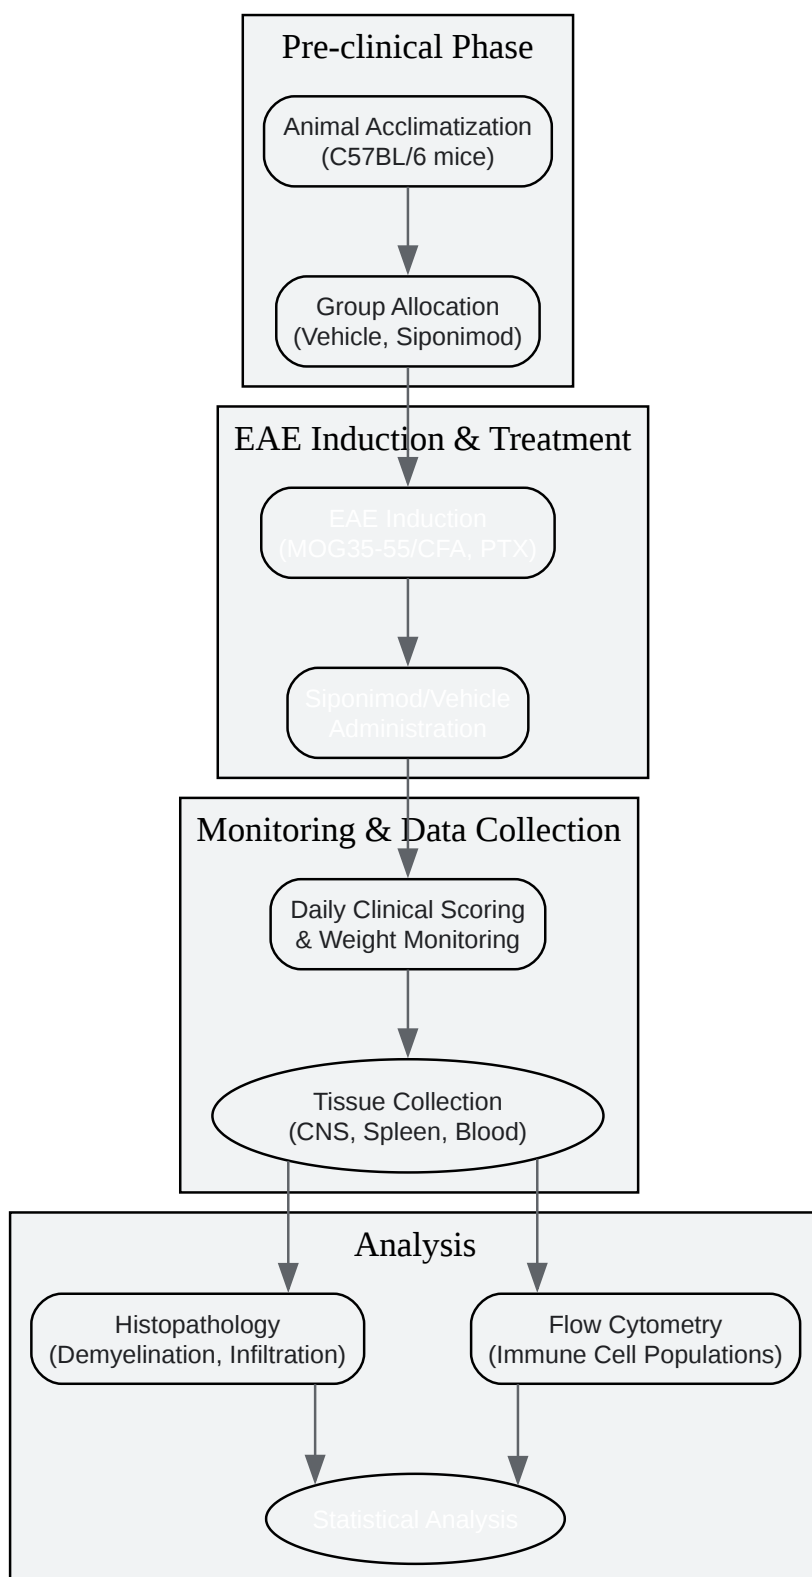 Pre-clinical Phase
Animal Acclimatization
(C57BL/6 mice)
Group Allocation
(Vehicle, Siponimod)
EAE Induction & Treatment
EAE Induction
(MOG35-55/CFA, PTX)
Siponimod/Vehicle
Administration
Monitoring & Data Collection
Daily Clinical Scoring
& Weight Monitoring
Tissue Collection
(CNS, Spleen, Blood)
Analysis
Histopathology
(Demyelination, Infiltration)
Flow Cytometry
(Immune Cell Populations)
Statistical Analysis